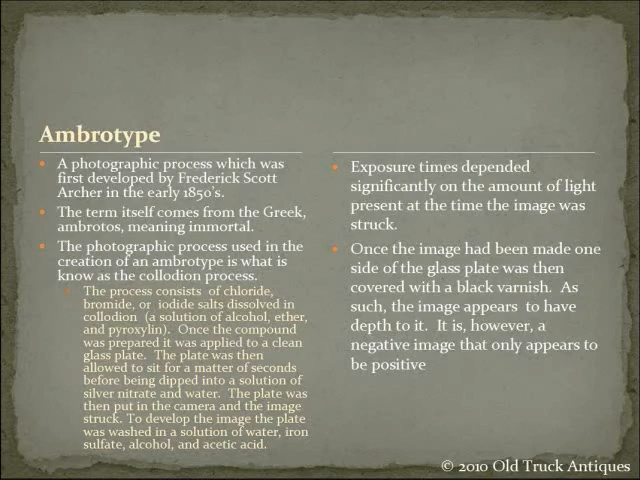 Ambrotype
• A photographic process which was
first developed by Frederick Scott
Archer in the early 1850's.
• The term itself comes from the Greek,
ambrotos, meaning immortal.
• The photographic process used in the
creation of an ambrotype is what is
know as the collodion process.
• The process consists of chloride,
bromide, or iodide salts dissolved in
collodion (a solution of alcohol, ether,
and pyroxylin). Once the compound
was prepared it was applied to a clean
glass plate. The plate was then
allowed to sit for a matter of seconds
before being dipped into a solution of
silver nitrate and water. The plate was
then put in the camera and the image
struck. To develop the image the plate
was washed in a solution of water, iron
sulfate, alcohol, and acetic acid.
• Exposure times depended
significantly on the amount of light
present at the time the image was
struck.
• Once the image had been made one
side of the glass plate was then
covered with a black varnish. As
such, the image appears to have
depth to it. It is, however, a
negative image that only appears to
be positive
© 2010 Old Truck Antiques